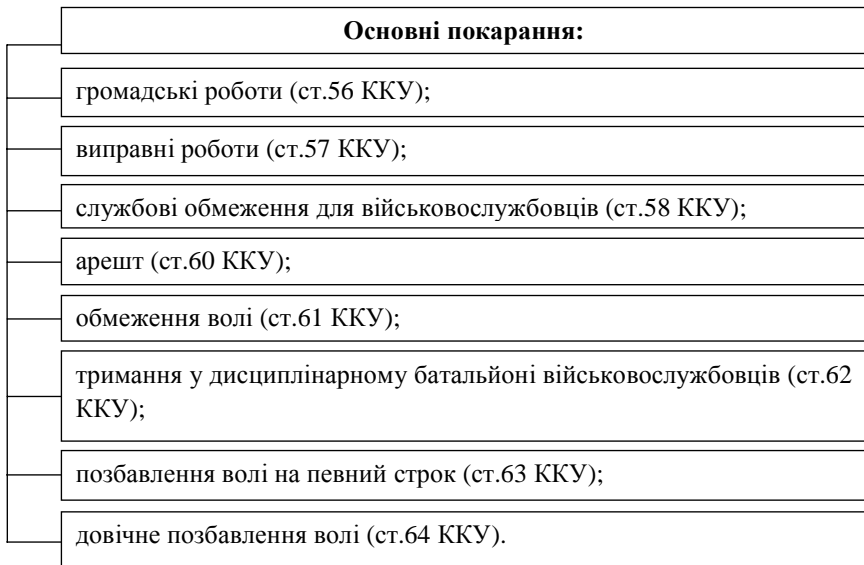 Основні покарання:
громадські роботи (ст.56 ККУ);
виправні роботи (ст.57 ККУ);
службові обмеження для військовослужбовців (ст.58 ККУ);
арешт (ст.60 ККУ);
обмеження волі (ст.61 ККУ);
тримання у дисциплінарному батальйоні військовослужбовців (ст.62
ККУ);
позбавлення волі на певний строк (ст.63 ККУ);
довічне позбавлення волі (ст.64 ККУ).